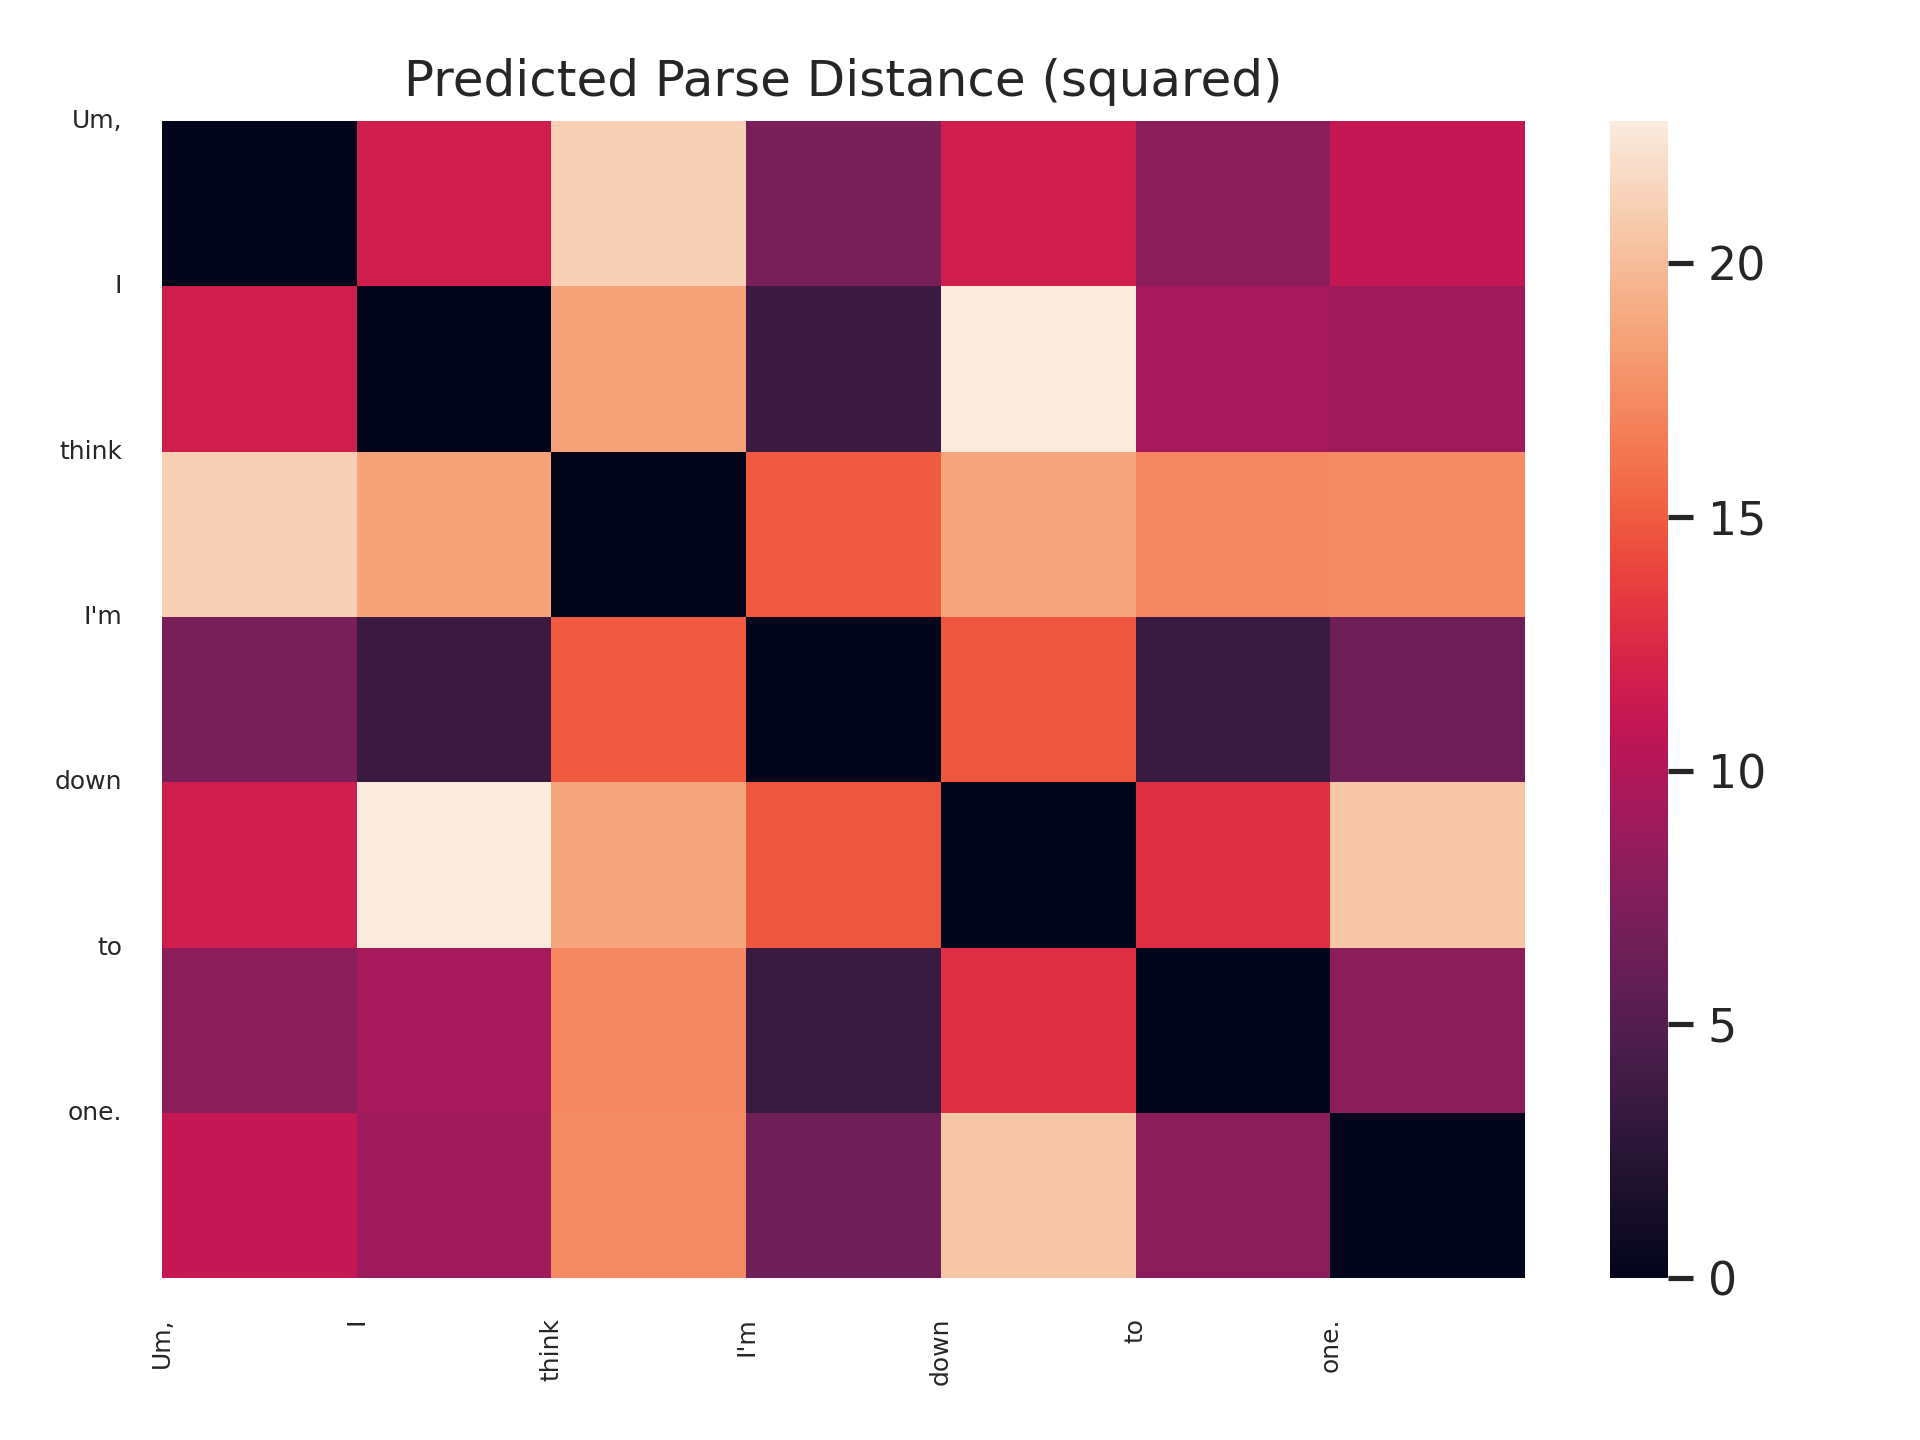 Predicted Parse Distance (squared)
Um,
I
think
I'm
down
to
one.
20
15
10
5
0
Um,
I
think
I'm
down
to
one.